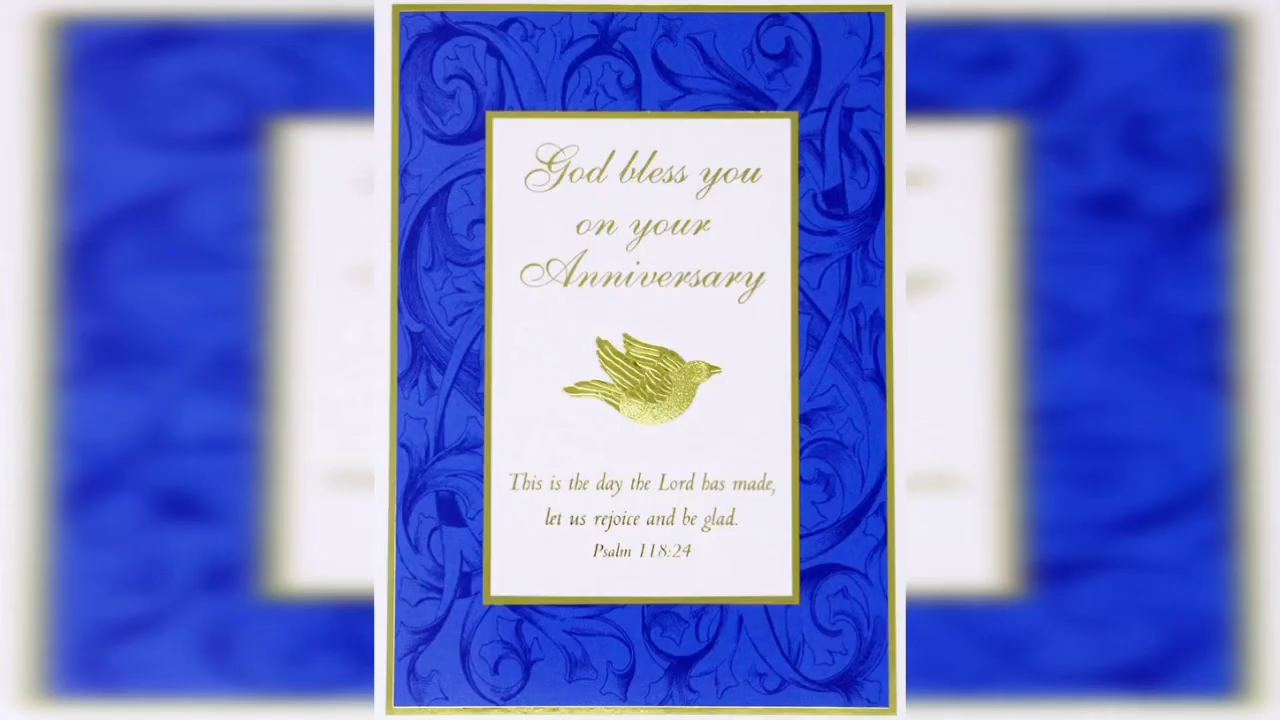 God bless you
on your
Anniversary
This is the day the Lord has made,
let us rejoice and be glad.
Psalm 118:24